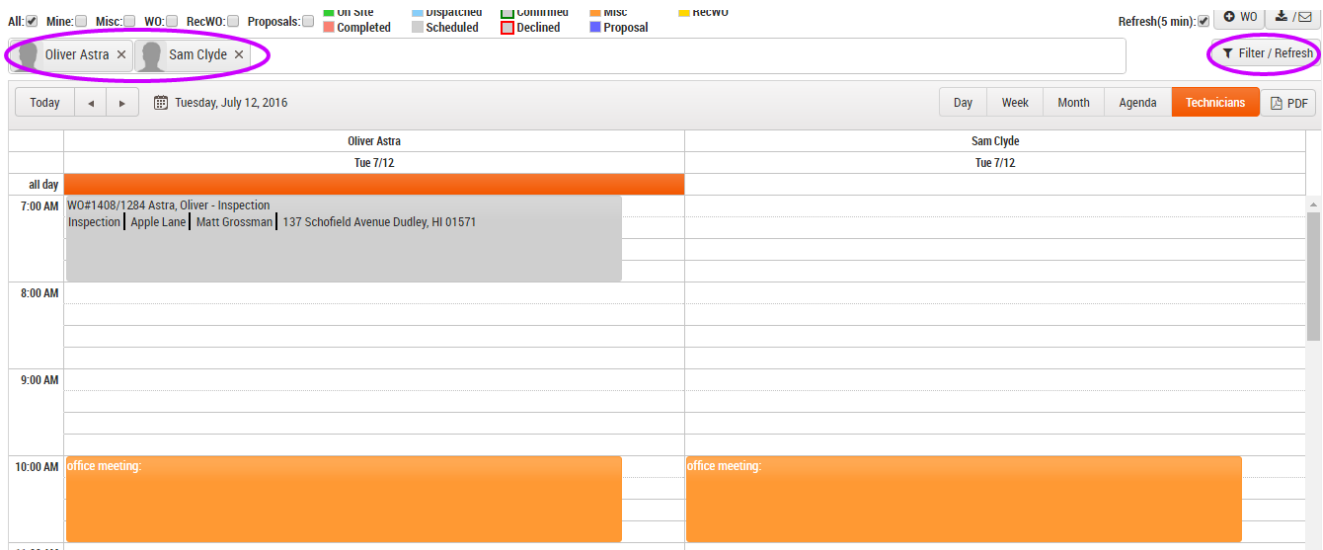 On Site Dispatched Confirmed Misc RecWO
All: Mine: Misc: WO: RecWO: Proposals: Completed Scheduled Declined Proposal Refresh(5 min): WO /
Oliver Astra × Sam Clyde × Filter / Refresh
Today Tuesday, July 12, 2016 Day Week Month Agenda Technicians PDF
Oliver Astra Sam Clyde
Tue 7/12 Tue 7/12
all day
7:00 AM WO#1408/1284 Astra, Oliver - Inspection
Inspection Apple Lane Matt Grossman 137 Schofield Avenue Dudley, HI 01571
8:00 AM
9:00 AM
10:00 AM office meeting: office meeting: